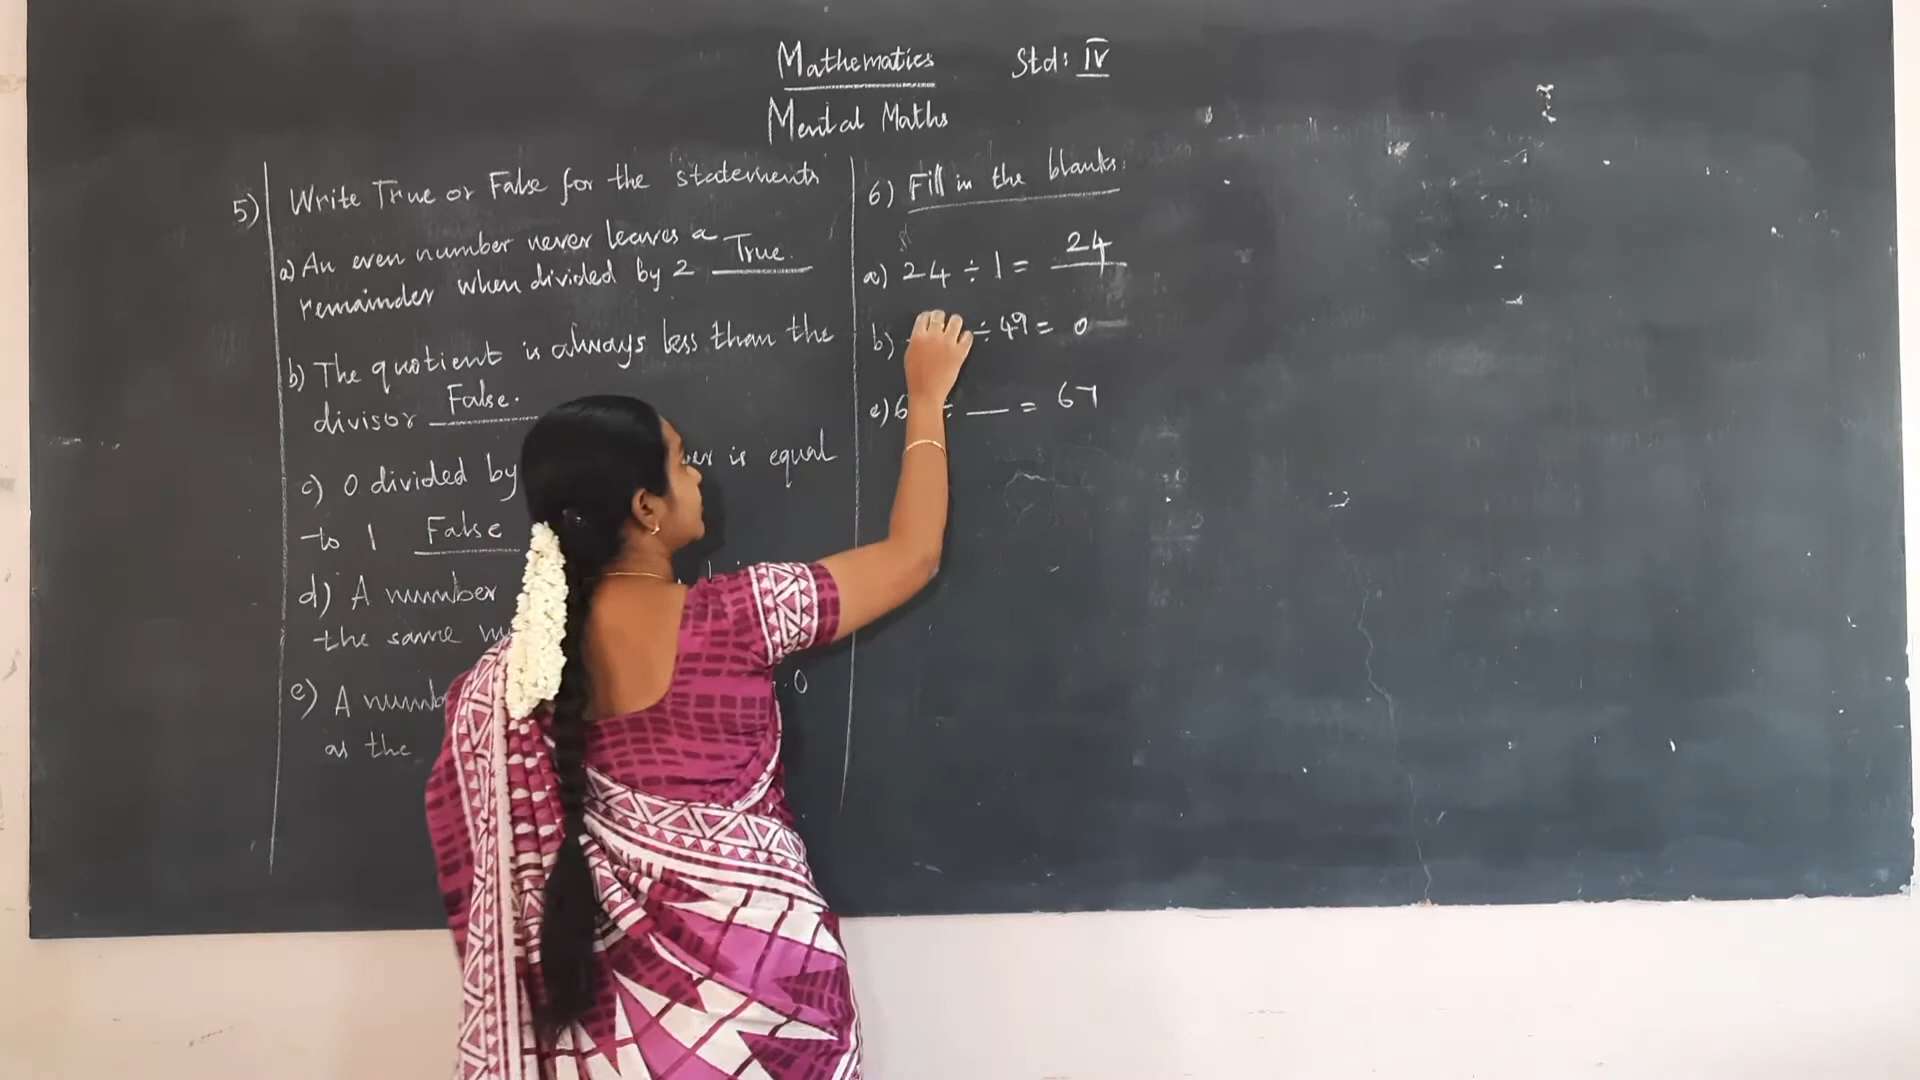 Mathematics Std: IV
Mental Maths
5) Write True or False for the statements
a) An even number never leaves a
remainder when divided by 2 True.
b) The quotient is always less than the
divisor False.
c) 0 divided by is equal
to 1 False
d) A number
the same
e) A 0
as the
6) Fill in the blanks.
a) 24 ÷ 1 = 24
b) ÷ 49 = 0
c) 6 ÷ __ = 67